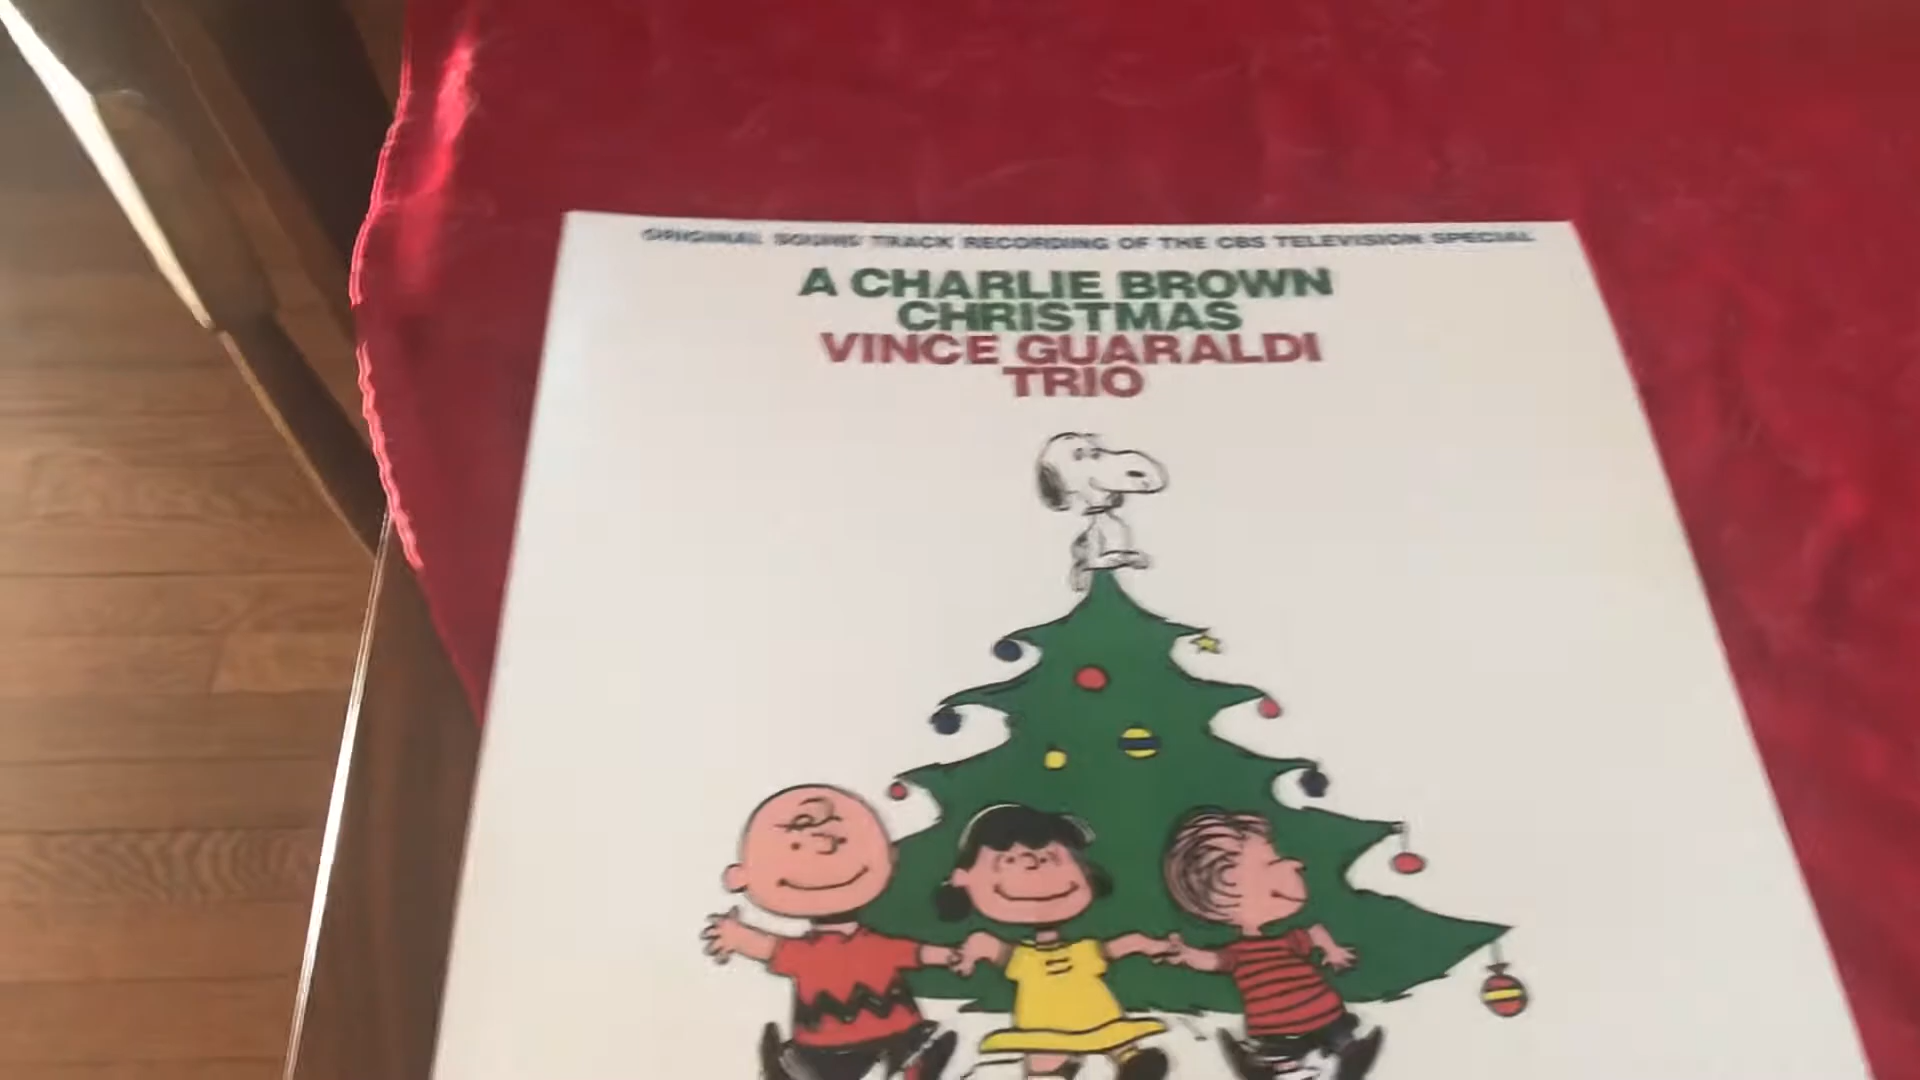 ORIGINAL SOUND TRACK RECORDING OF THE CBS TELEVISION SPECIAL
A CHARLIE BROWN
CHRISTMAS
VINCE GUARALDI
TRIO